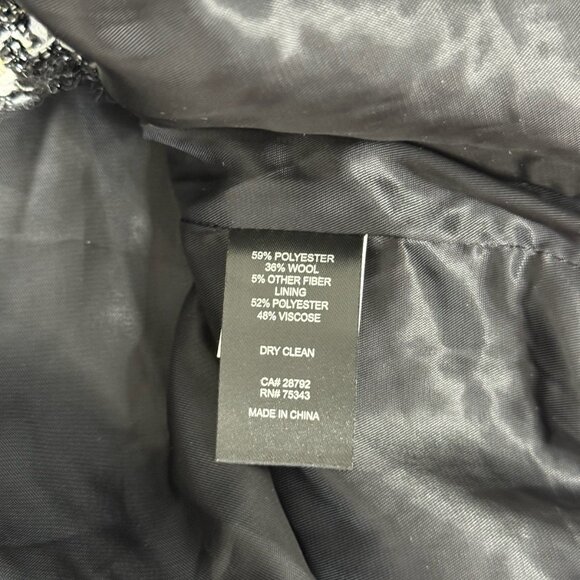 59% POLYESTER
36% WOOL
5% OTHER FIBER
LINING
52% POLYESTER
48% VISCOSE
DRY CLEAN
CA# 28792
RN# 75343
MADE IN CHINA